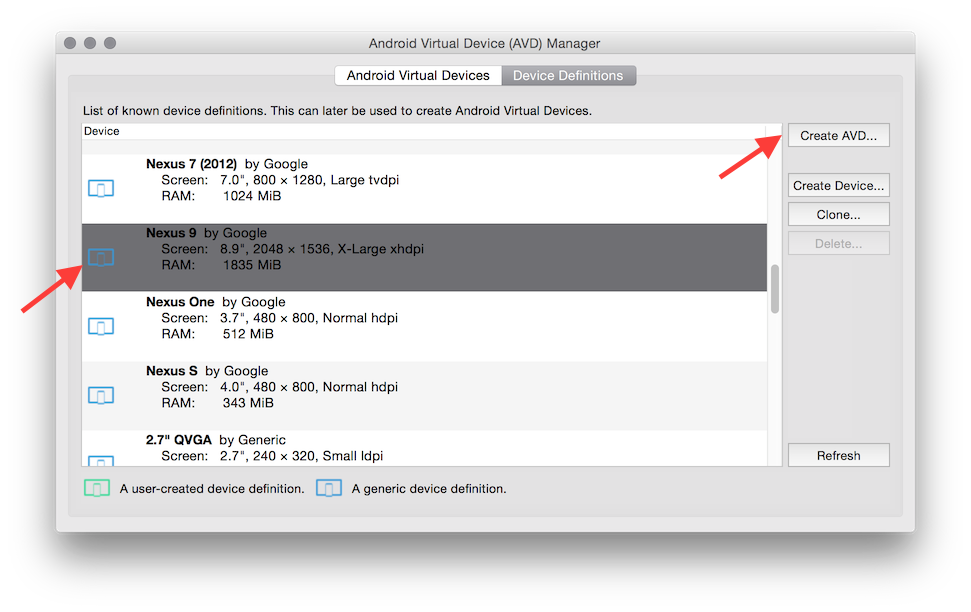 Android Virtual Device (AVD) Manager
Android Virtual Devices Device Definitions
List of known device definitions. This can later be used to create Android Virtual Devices.
Device
Nexus 7 (2012) by Google
Screen: 7.0", 800 × 1280, Large tvdpi
RAM: 1024 MiB
Nexus 9 by Google
Screen: 8.9", 2048 × 1536, X-Large xhdpi
RAM: 1835 MiB
Nexus One by Google
Screen: 3.7", 480 × 800, Normal hdpi
RAM: 512 MiB
Nexus S by Google
Screen: 4.0", 480 × 800, Normal hdpi
RAM: 343 MiB
2.7" QVGA by Generic
Screen: 2.7", 240 × 320, Small ldpi
Create AVD...
Create Device...
Clone...
Delete...
Refresh
A user-created device definition. A generic device definition.